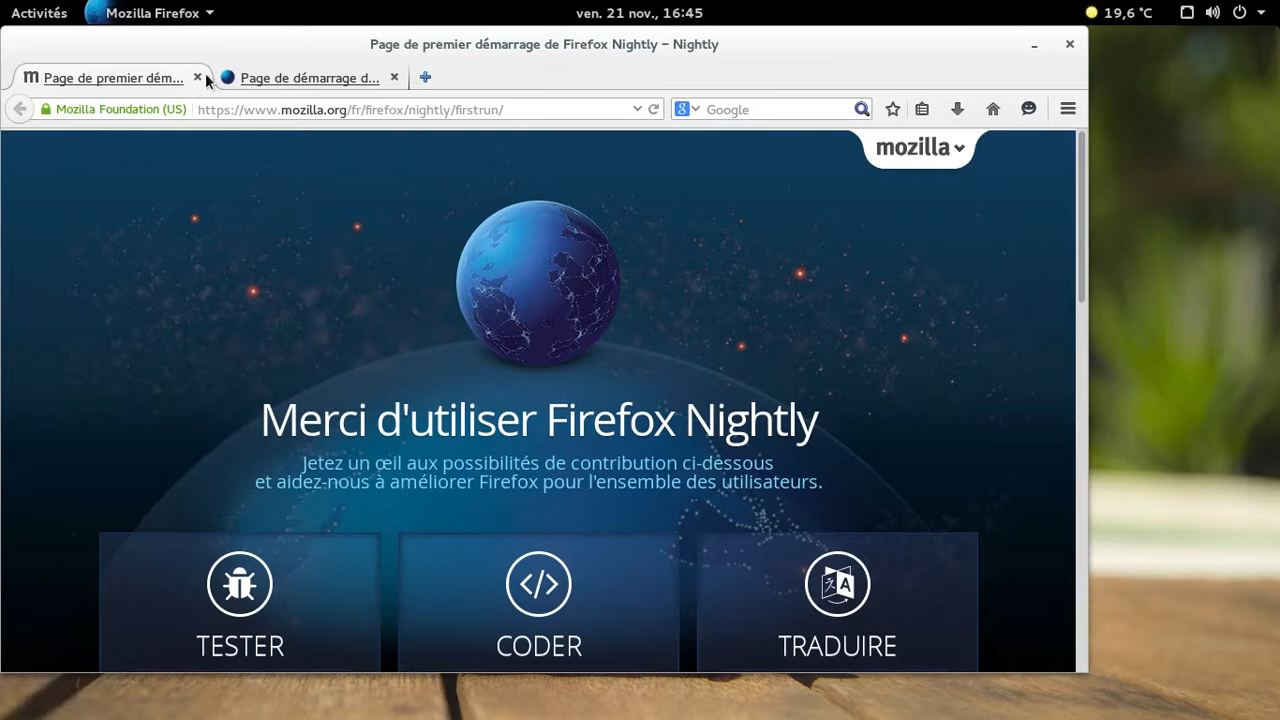 Activités
Mozilla Firefox
ven. 21 nov., 16:45
19,6 °C
Page de premier démarrage de Firefox Nightly – Nightly
m Page de premier dém...
Page de démarrage d...
Mozilla Foundation (US)
https://www.mozilla.org/fr/firefox/nightly/firstrun/
8
Google
mozilla
Merci d'utiliser Firefox Nightly
Jetez un œil aux possibilités de contribution ci-dessous
et aidez-nous à améliorer Firefox pour l'ensemble des utilisateurs.
</>
A
TESTER
CODER
TRADUIRE